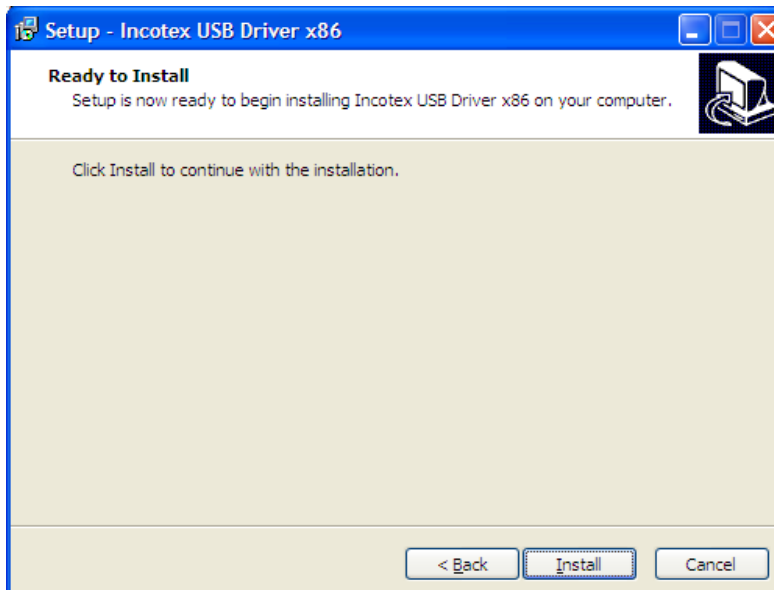 Setup - Incotex USB Driver x86
Ready to Install
Setup is now ready to begin installing Incotex USB Driver x86 on your computer.
Click Install to continue with the installation.
< Back Install Cancel